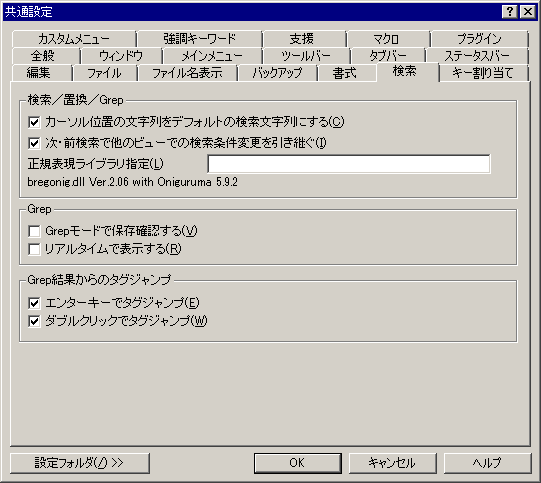 共通設定
カスタムメニュー 強調キーワード 支援 マクロ プラグイン
全般 ウィンドウ メインメニュー ツールバー タブバー ステータスバー
編集 ファイル ファイル名表示 バックアップ 書式 検索 キー割り当て
検索／置換／Grep
カーソル位置の文字列をデフォルトの検索文字列にする(C)
次・前検索で他のビューでの検索条件変更を引き継ぐ(I)
正規表現ライブラリ指定(L)
bregonig.dll Ver.2.06 with Oniguruma 5.9.2
Grep
Grepモードで保存確認する(V)
リアルタイムで表示する(R)
Grep結果からのタグジャンプ
エンターキーでタグジャンプ(E)
ダブルクリックでタグジャンプ(W)
設定フォルダ(/) >> OK キャンセル ヘルプ